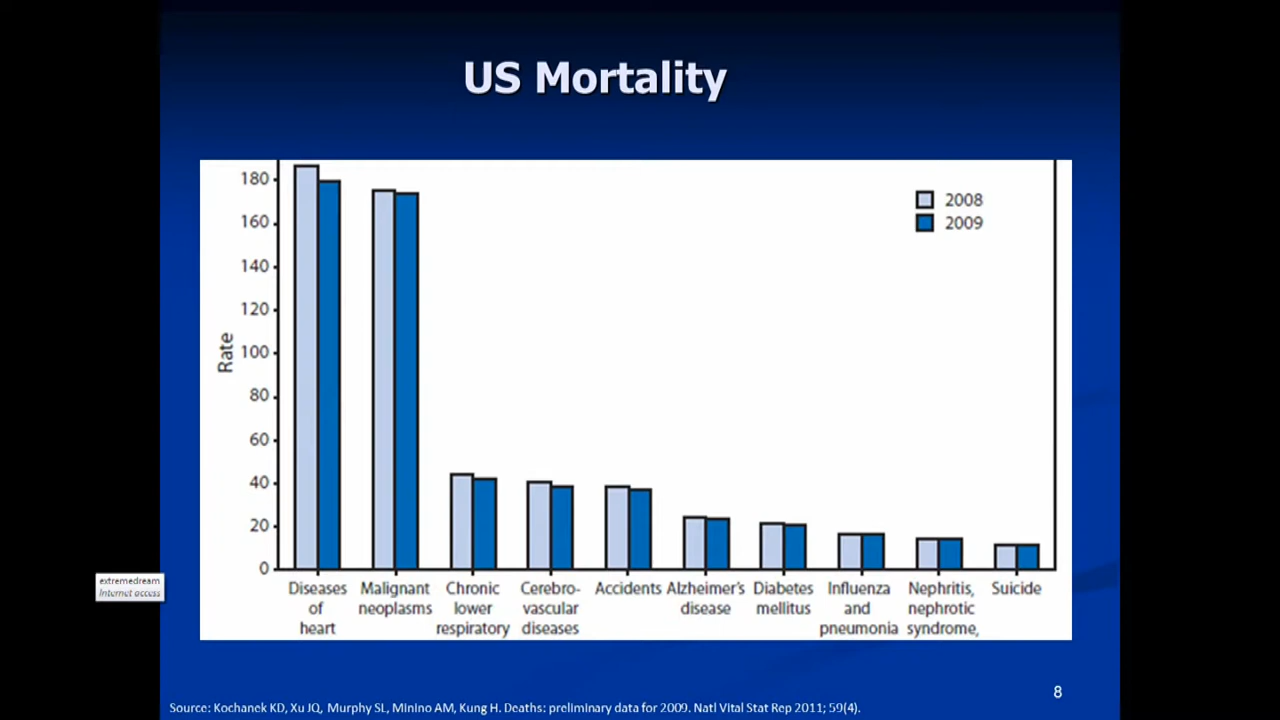 US Mortality
180
160
140
120
100
80
60
40
20
0
Rate
2008
2009
Diseases of heart
Malignant neoplasms
Chronic lower respiratory
Cerebro-vascular diseases
Accidents
Alzheimer's disease
Diabetes mellitus
Influenza and pneumonia
Nephritis, nephrotic syndrome,
Suicide
extremedream
Internet access
8
Source: Kochanek KD, Xu JQ, Murphy SL, Minino AM, Kung H. Deaths: preliminary data for 2009. Natl Vital Stat Rep 2011; 59(4).